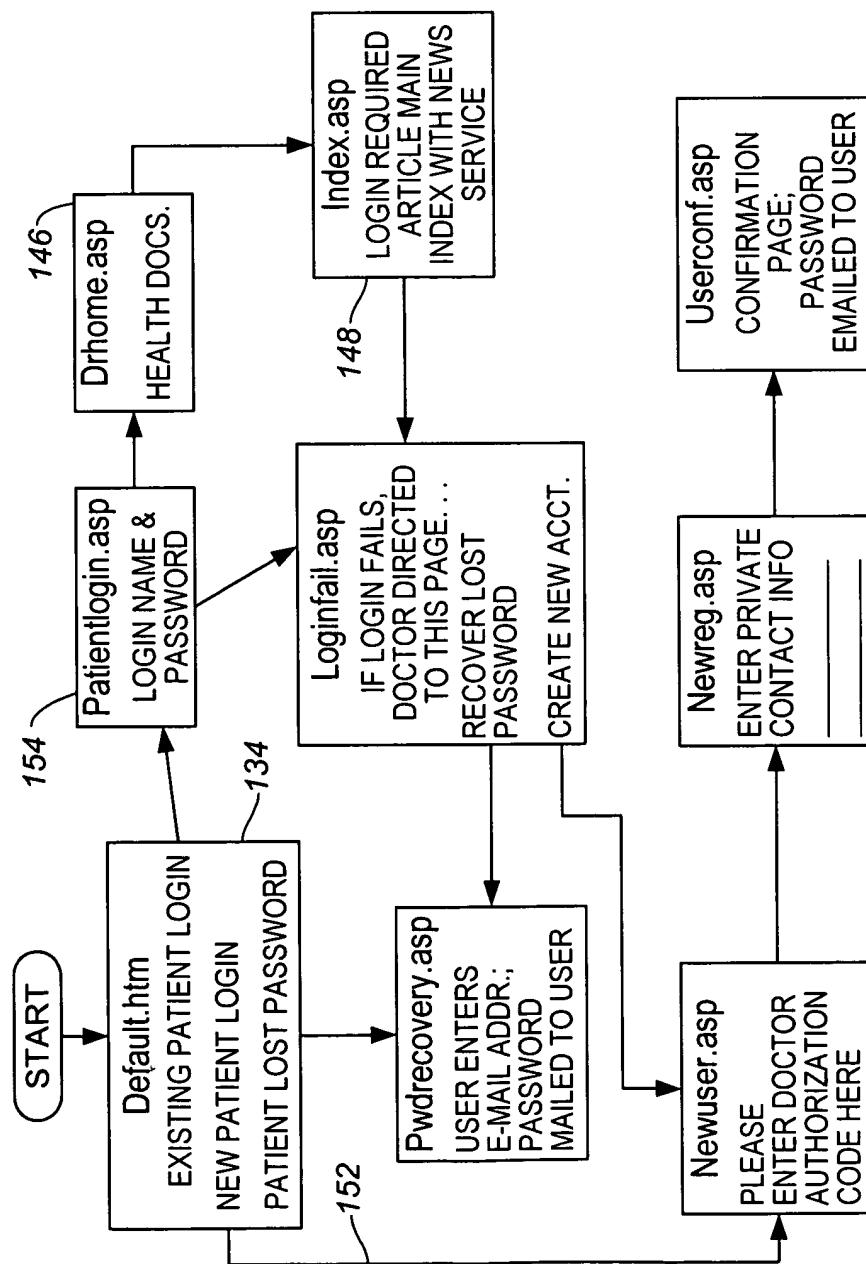 START
Default.htm
EXISTING PATIENT LOGIN
NEW PATIENT LOGIN
PATIENT LOST PASSWORD
134
152
154
Patientlogin.asp
LOGIN NAME &
PASSWORD
146
Drhome.asp
HEALTH DOCS.
Pwdrecovery.asp
USER ENTERS
E-MAIL ADDR.;
PASSWORD
MAILED TO USER
Loginfail.asp
IF LOGIN FAILS,
DOCTOR DIRECTED
TO THIS PAGE. . .
RECOVER LOST
PASSWORD
CREATE NEW ACCT.
148
Index.asp
LOGIN REQUIRED
ARTICLE MAIN
INDEX WITH NEWS
SERVICE
Newuser.asp
PLEASE
ENTER DOCTOR
AUTHORIZATION
CODE HERE
Newreg.asp
ENTER PRIVATE
CONTACT INFO
Userconf.asp
CONFIRMATION
PAGE;
PASSWORD
EMAILED TO USER